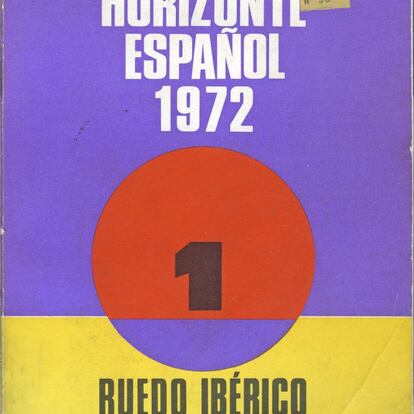 HORIZONTE
ESPAÑOL
1972
1
RUEDO IBÉRICO